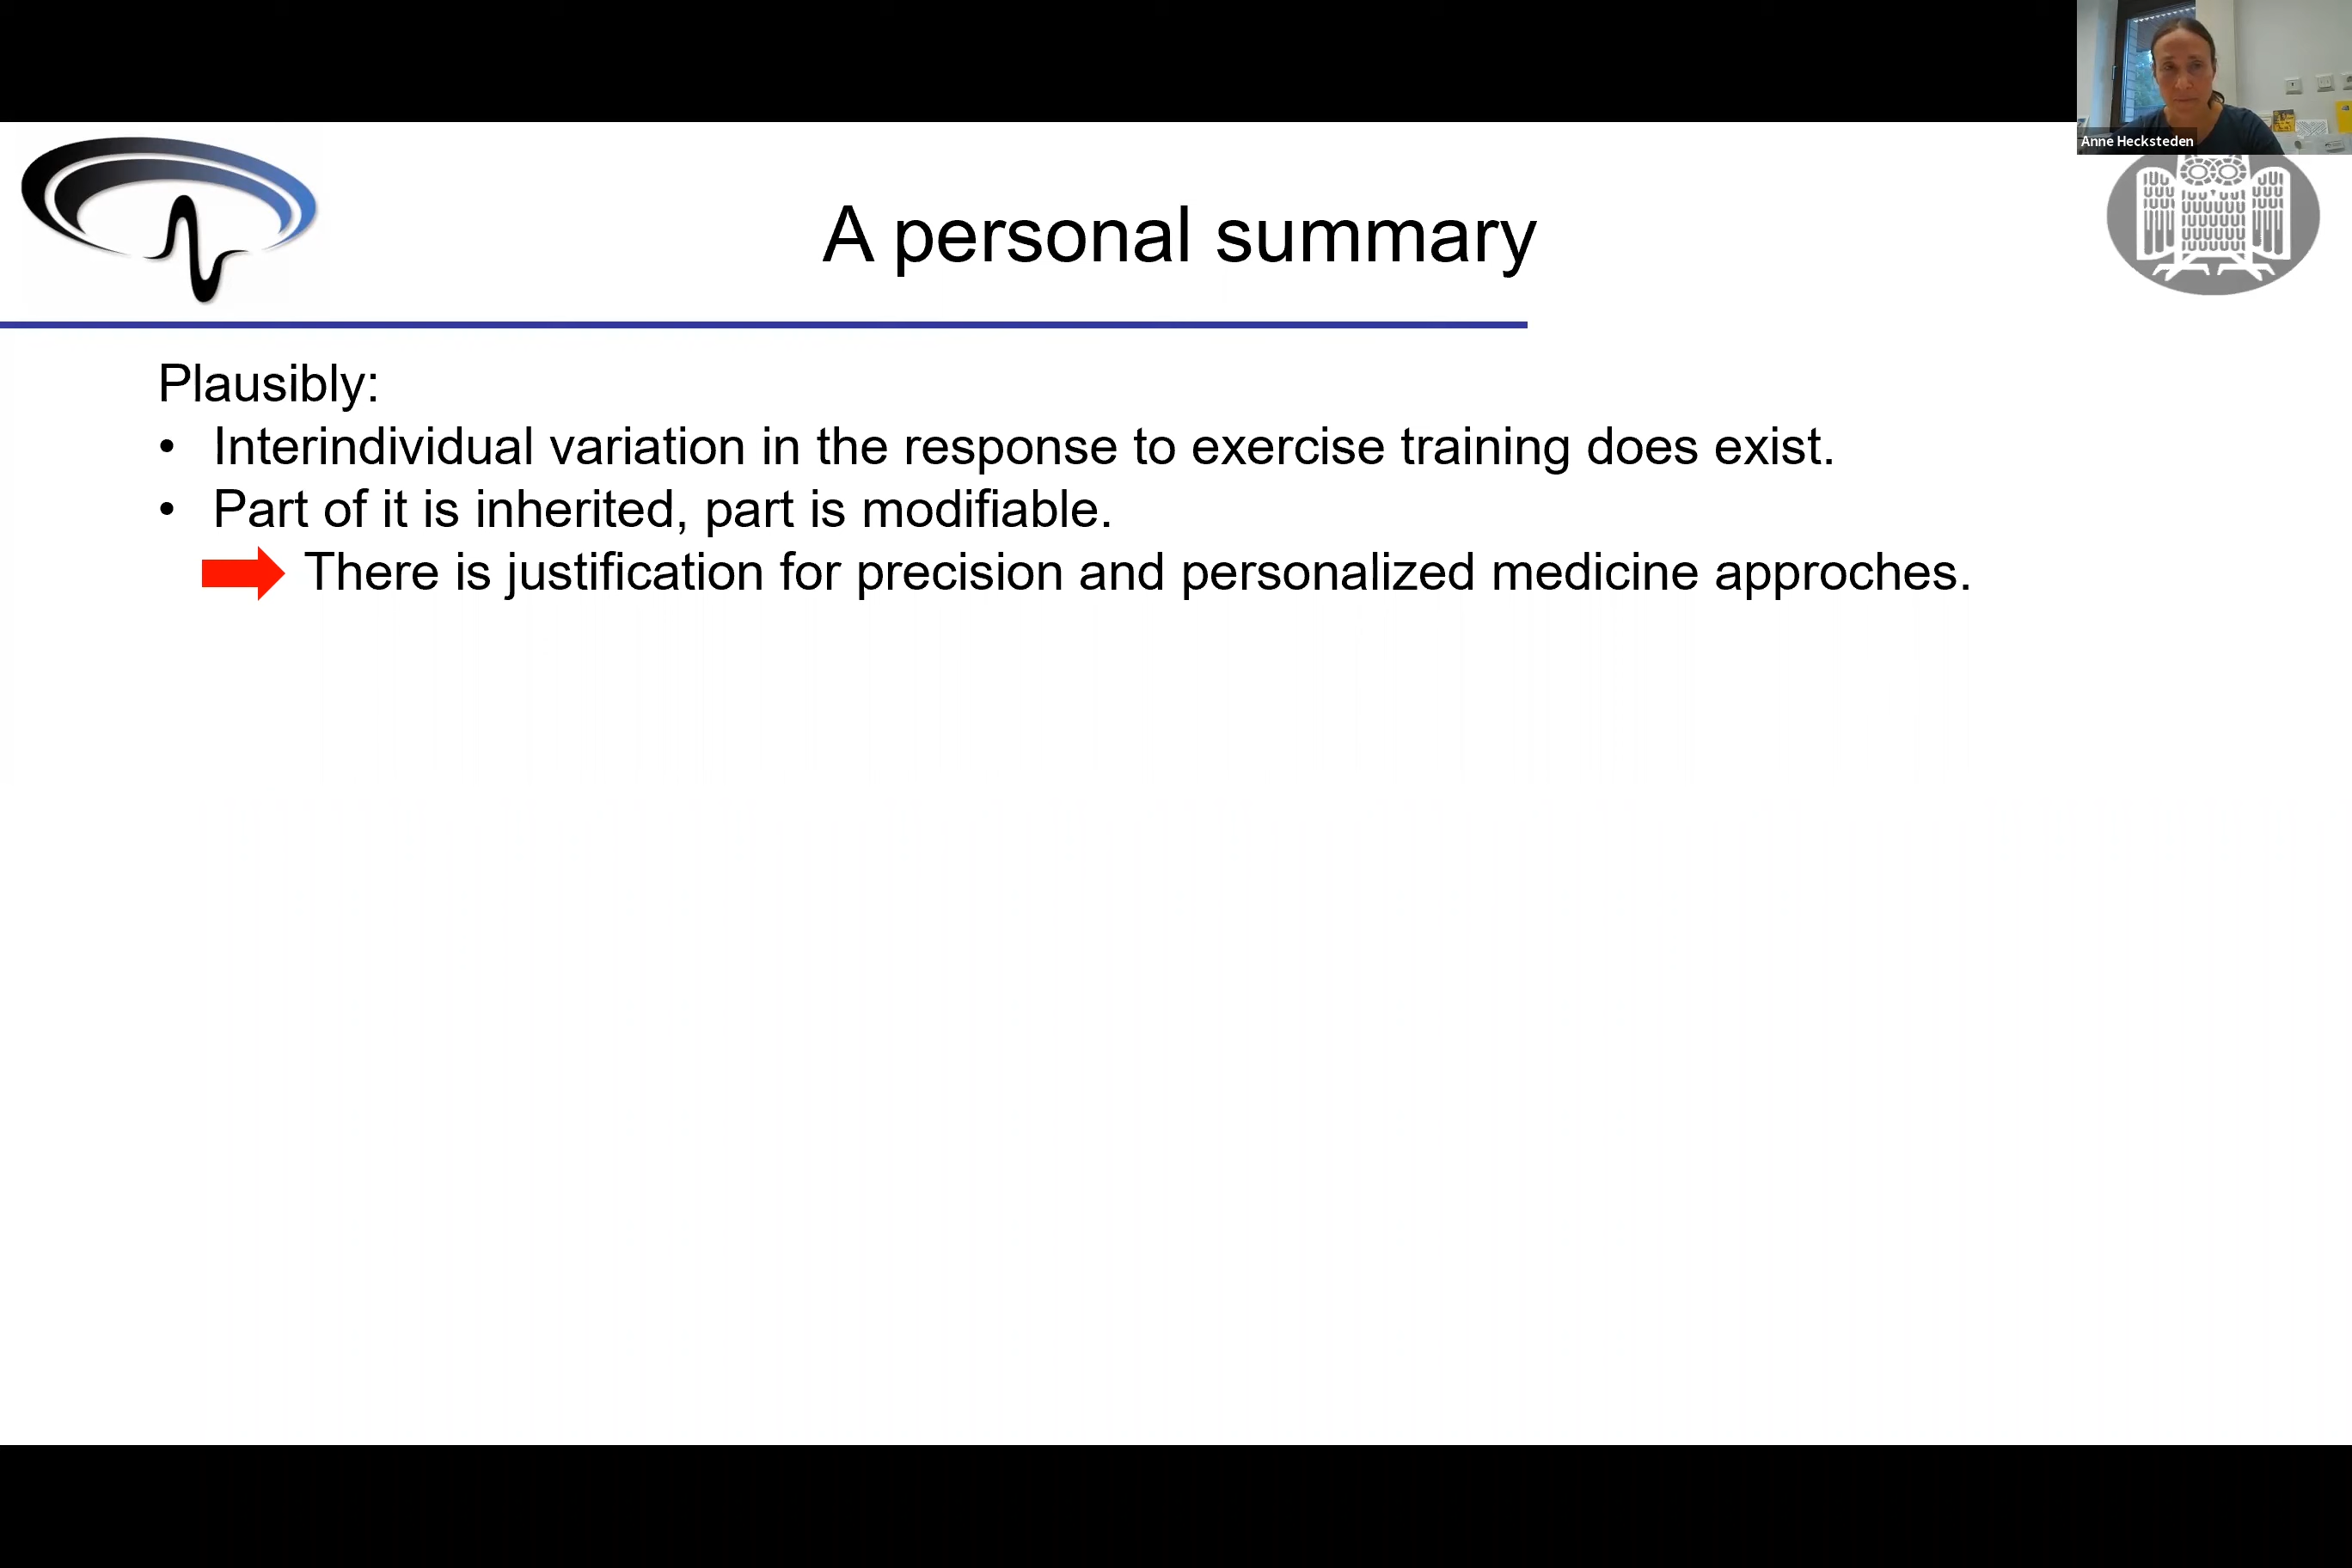 Anne Hecksteden
A personal summary
Plausibly:
• Interindividual variation in the response to exercise training does exist.
• Part of it is inherited, part is modifiable.
There is justification for precision and personalized medicine approches.